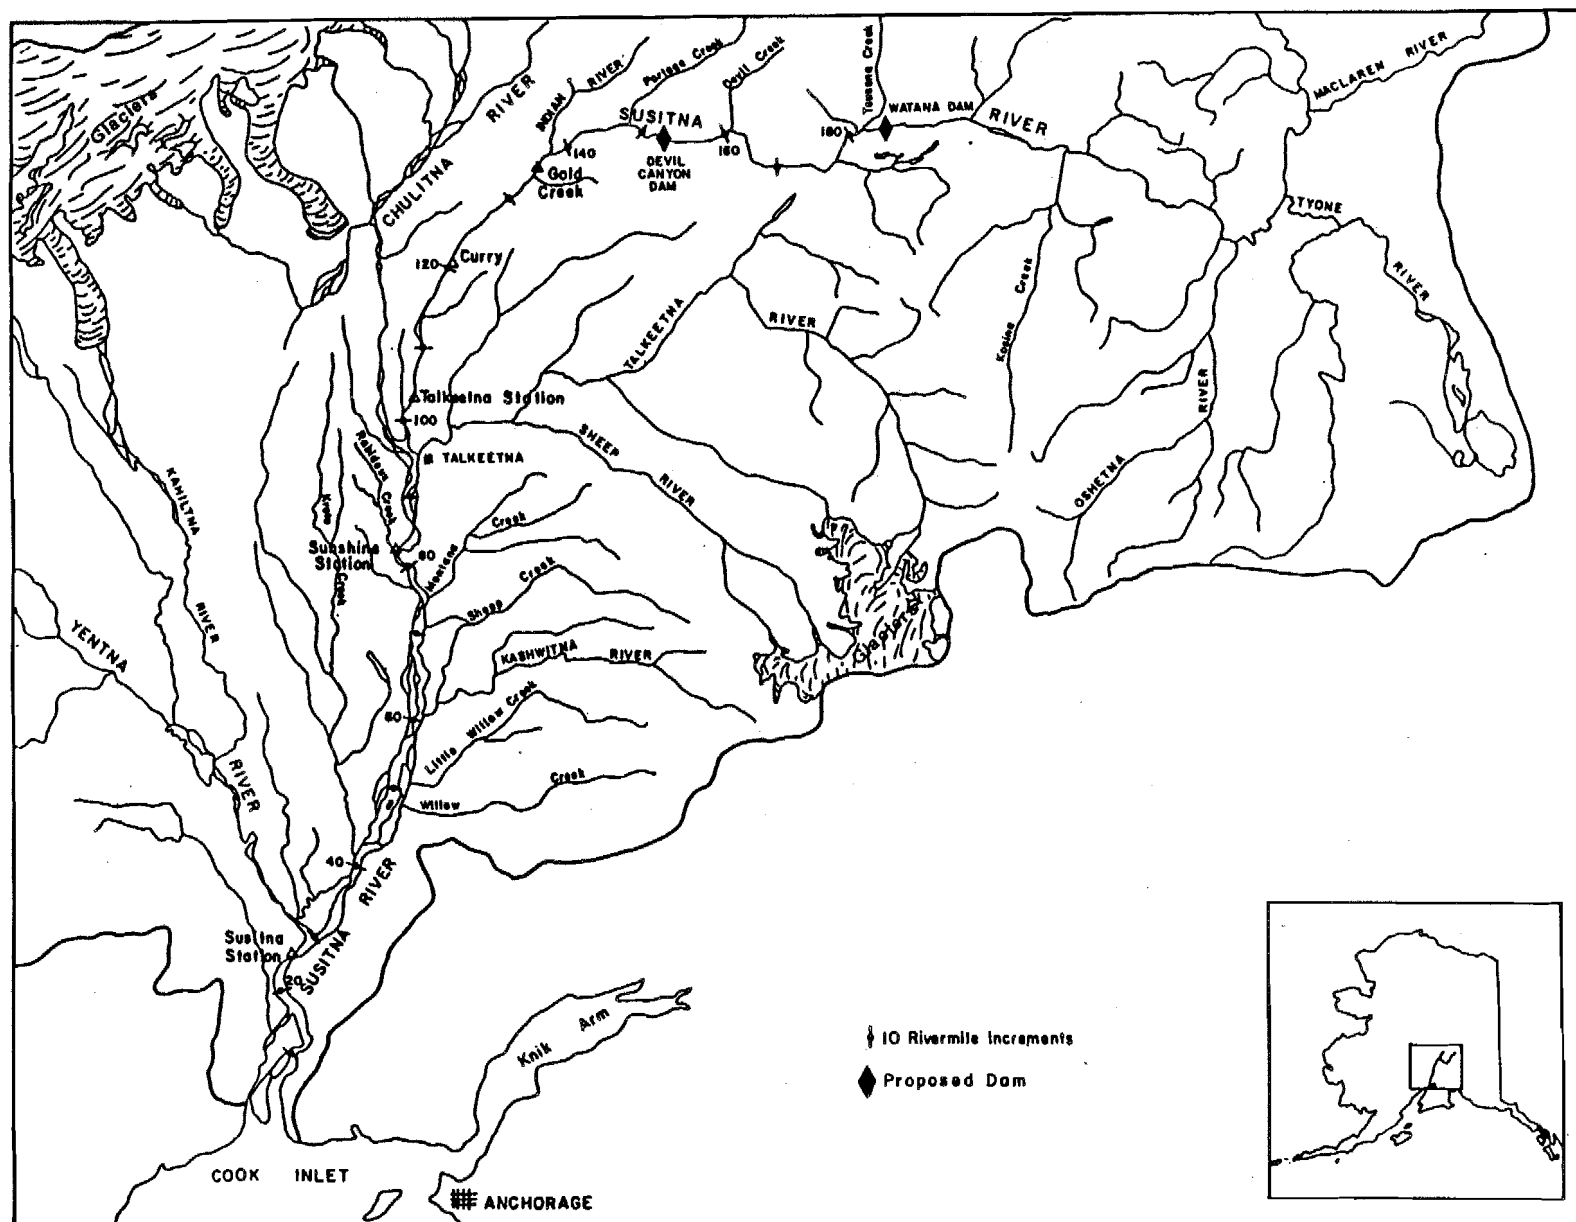 Glaciers
CHULITNA RIVER
INDIAN RIVER
Portage Creek
Devil Creek
Tsusena Creek
WATANA DAM
MACLAREN RIVER
SUSITNA RIVER
140
160
180
DEVIL
CANYON
DAM
Gold
Creek
TYONE RIVER
120
Curry
TALKEETNA RIVER
Kosina Creek
Talkeetna Station
100
Rabideux Creek
TALKEETNA
SHEEP RIVER
OSHETNA RIVER
KAHILTNA RIVER
Kroto Creek
Sunshine
Station
80
Montana Creek
Sheep Creek
Glaciers
YENTNA RIVER
KASHWITNA RIVER
60
Little Willow Creek
Willow Creek
40
SUSITNA RIVER
Susitna
Station
20
Knik Arm
10 Rivermile Increments
Proposed Dam
COOK INLET
ANCHORAGE